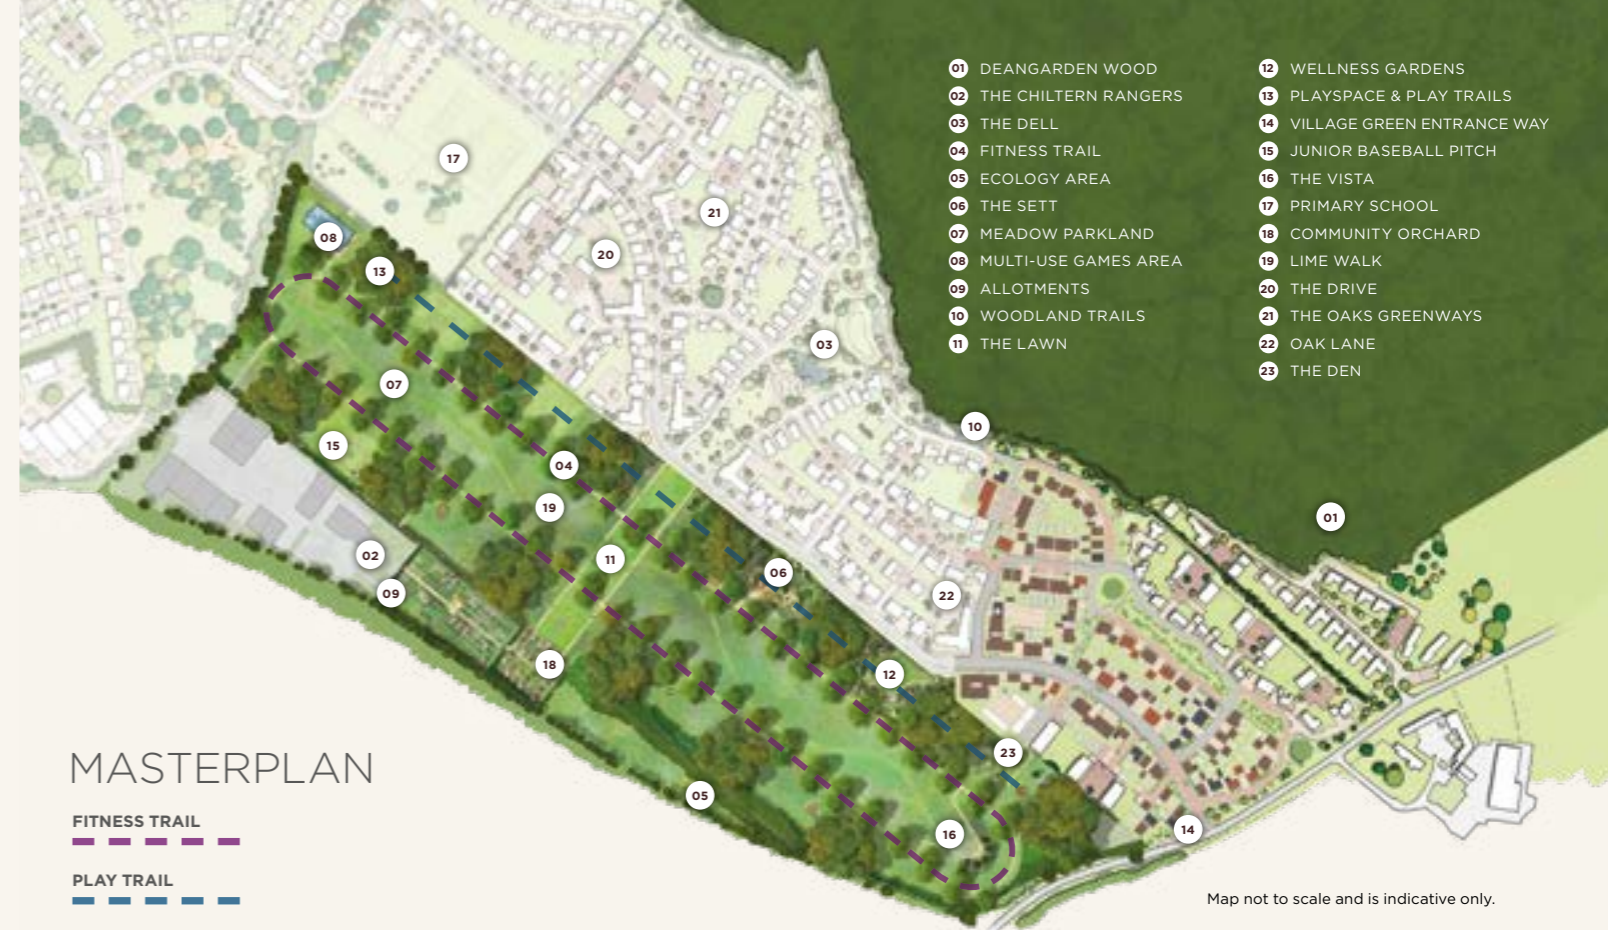 01 DEANGARDEN WOOD
02 THE CHILTERN RANGERS
03 THE DELL
04 FITNESS TRAIL
05 ECOLOGY AREA
06 THE SETT
07 MEADOW PARKLAND
08 MULTI-USE GAMES AREA
09 ALLOTMENTS
10 WOODLAND TRAILS
11 THE LAWN
12 WELLNESS GARDENS
13 PLAYSPACE & PLAY TRAILS
14 VILLAGE GREEN ENTRANCE WAY
15 JUNIOR BASEBALL PITCH
16 THE VISTA
17 PRIMARY SCHOOL
18 COMMUNITY ORCHARD
19 LIME WALK
20 THE DRIVE
21 THE OAKS GREENWAYS
22 OAK LANE
23 THE DEN
17
21
08
20
13
03
07
10
15
04
19
01
02
11
06
09
22
18
12
23
05
14
16
MASTERPLAN
FITNESS TRAIL
PLAY TRAIL
Map not to scale and is indicative only.